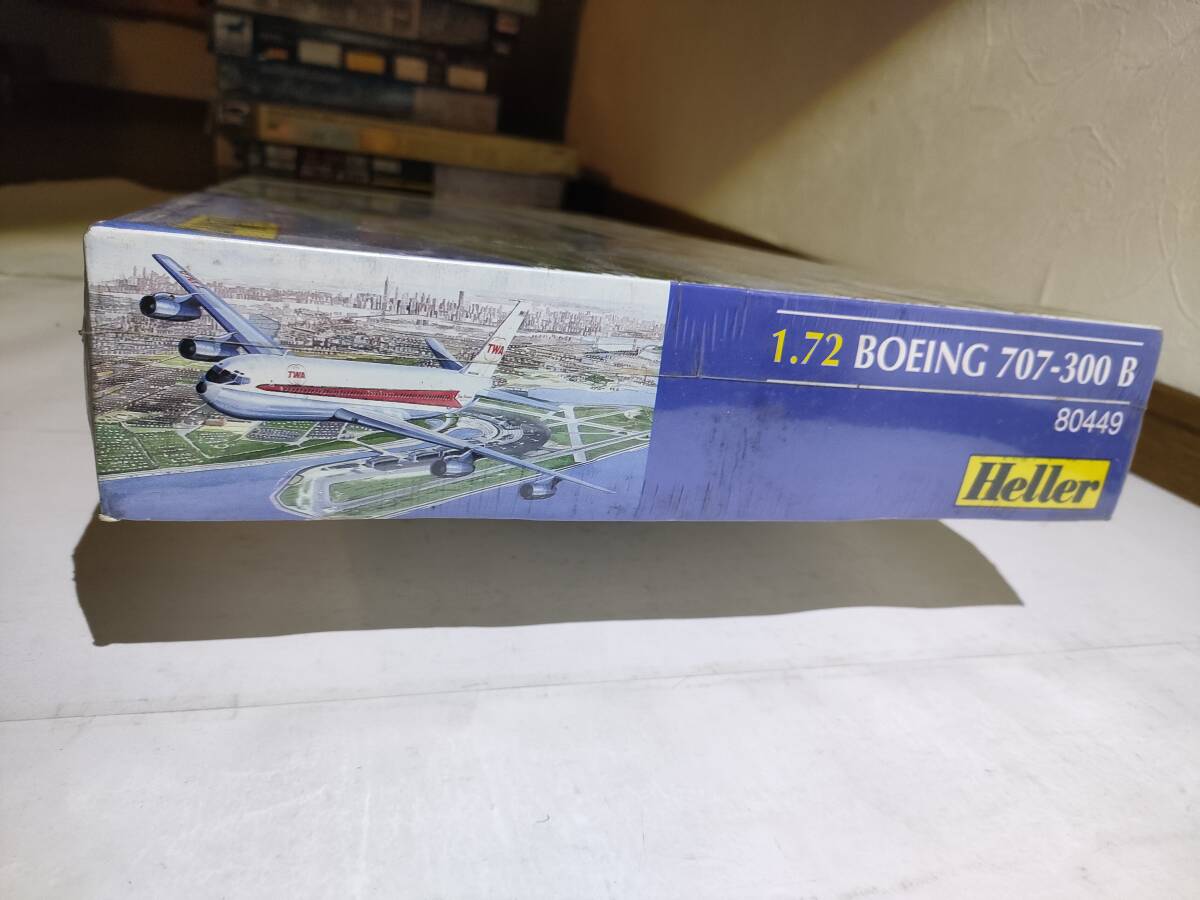 TWA
TWA
1.72 BOEING 707-300 B
80449
Heller